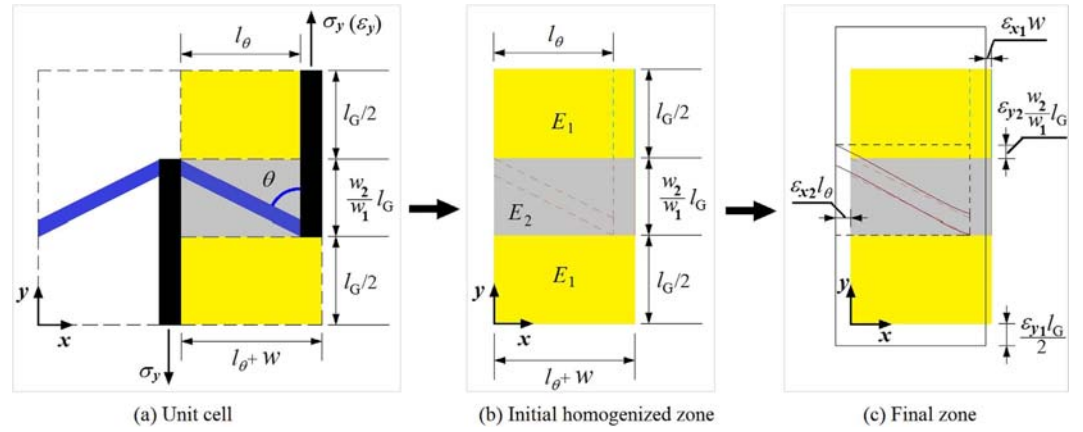 σy (εy)
lθ
lG/2
θ
w2/w1 lG
lG/2
y
x
σy
lθ + w
(a) Unit cell
lθ
E1
lG/2
E2
w2/w1 lG
E1
lG/2
y
x
lθ + w
(b) Initial homogenized zone
εx1w
εy2 w2/w1 lG
εx2lθ
y
x
εy1lG/2
(c) Final zone